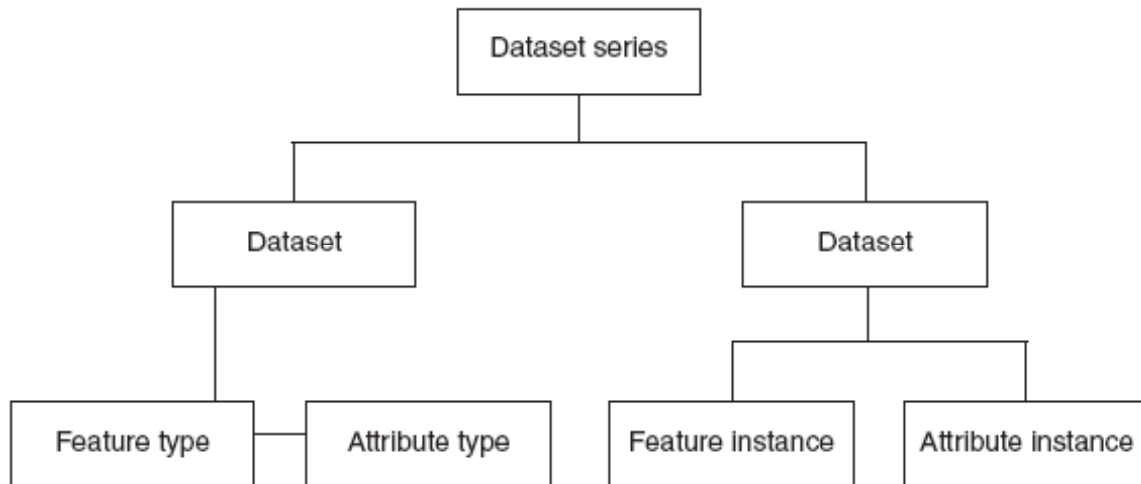 Dataset series
Dataset
Dataset
Feature type
Attribute type
Feature instance
Attribute instance